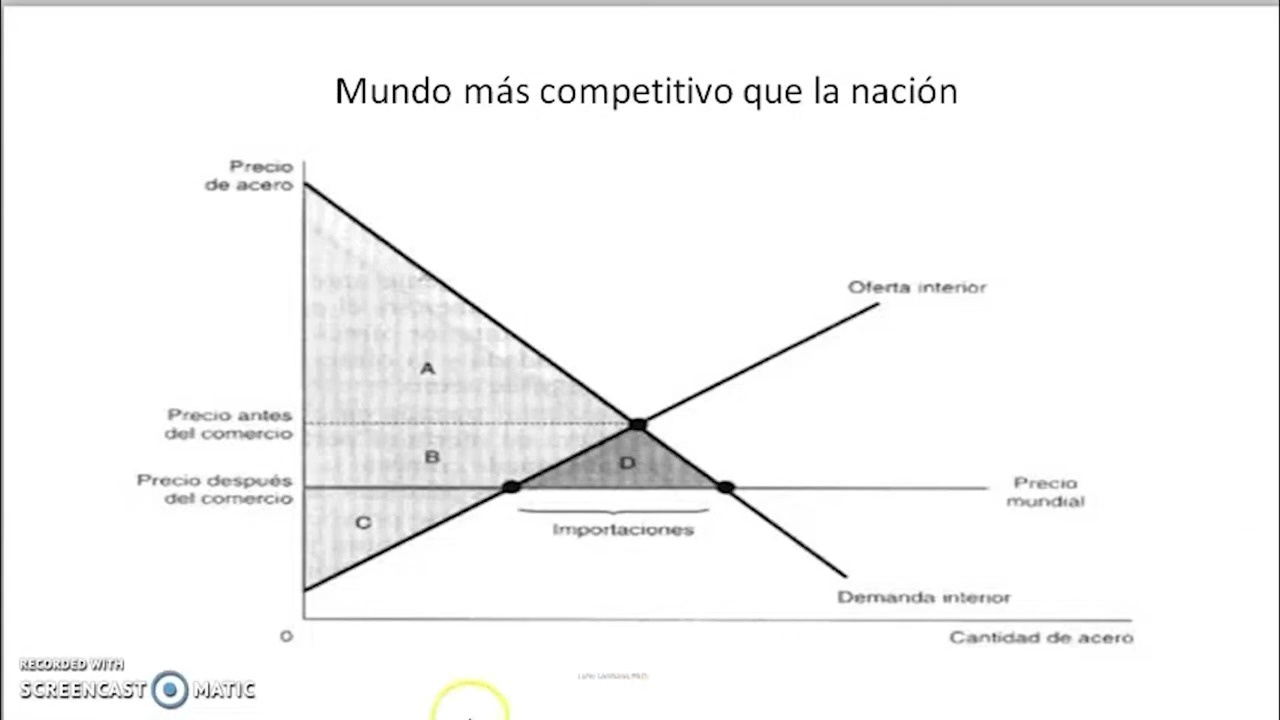 Mundo más competitivo que la nación
Precio
de acero
Oferta interior
A
Precio antes
del comercio
B
D
Precio después
del comercio
Precio
mundial
C
Importaciones
Demanda interior
0
Cantidad de acero
RECORDED WITH
SCREENCAST MATIC